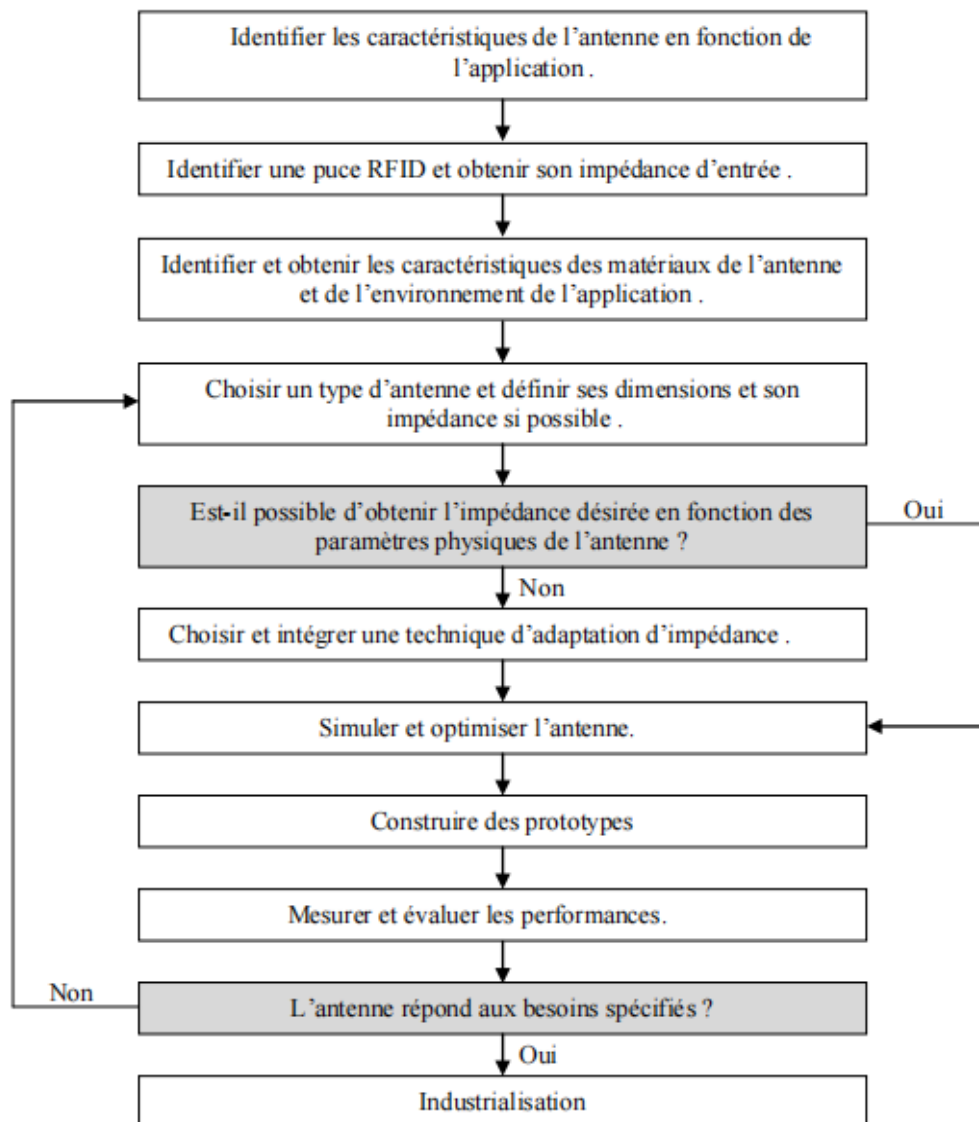 Identifier les caractéristiques de l'antenne en fonction de
l'application .
Identifier une puce RFID et obtenir son impédance d'entrée .
Identifier et obtenir les caractéristiques des matériaux de l'antenne
et de l'environnement de l'application .
Choisir un type d'antenne et définir ses dimensions et son
impédance si possible .
Est-il possible d'obtenir l'impédance désirée en fonction des
paramètres physiques de l'antenne ?
Oui
Non
Choisir et intégrer une technique d'adaptation d'impédance .
Simuler et optimiser l'antenne.
Construire des prototypes
Mesurer et évaluer les performances.
Non
L'antenne répond aux besoins spécifiés ?
Oui
Industrialisation